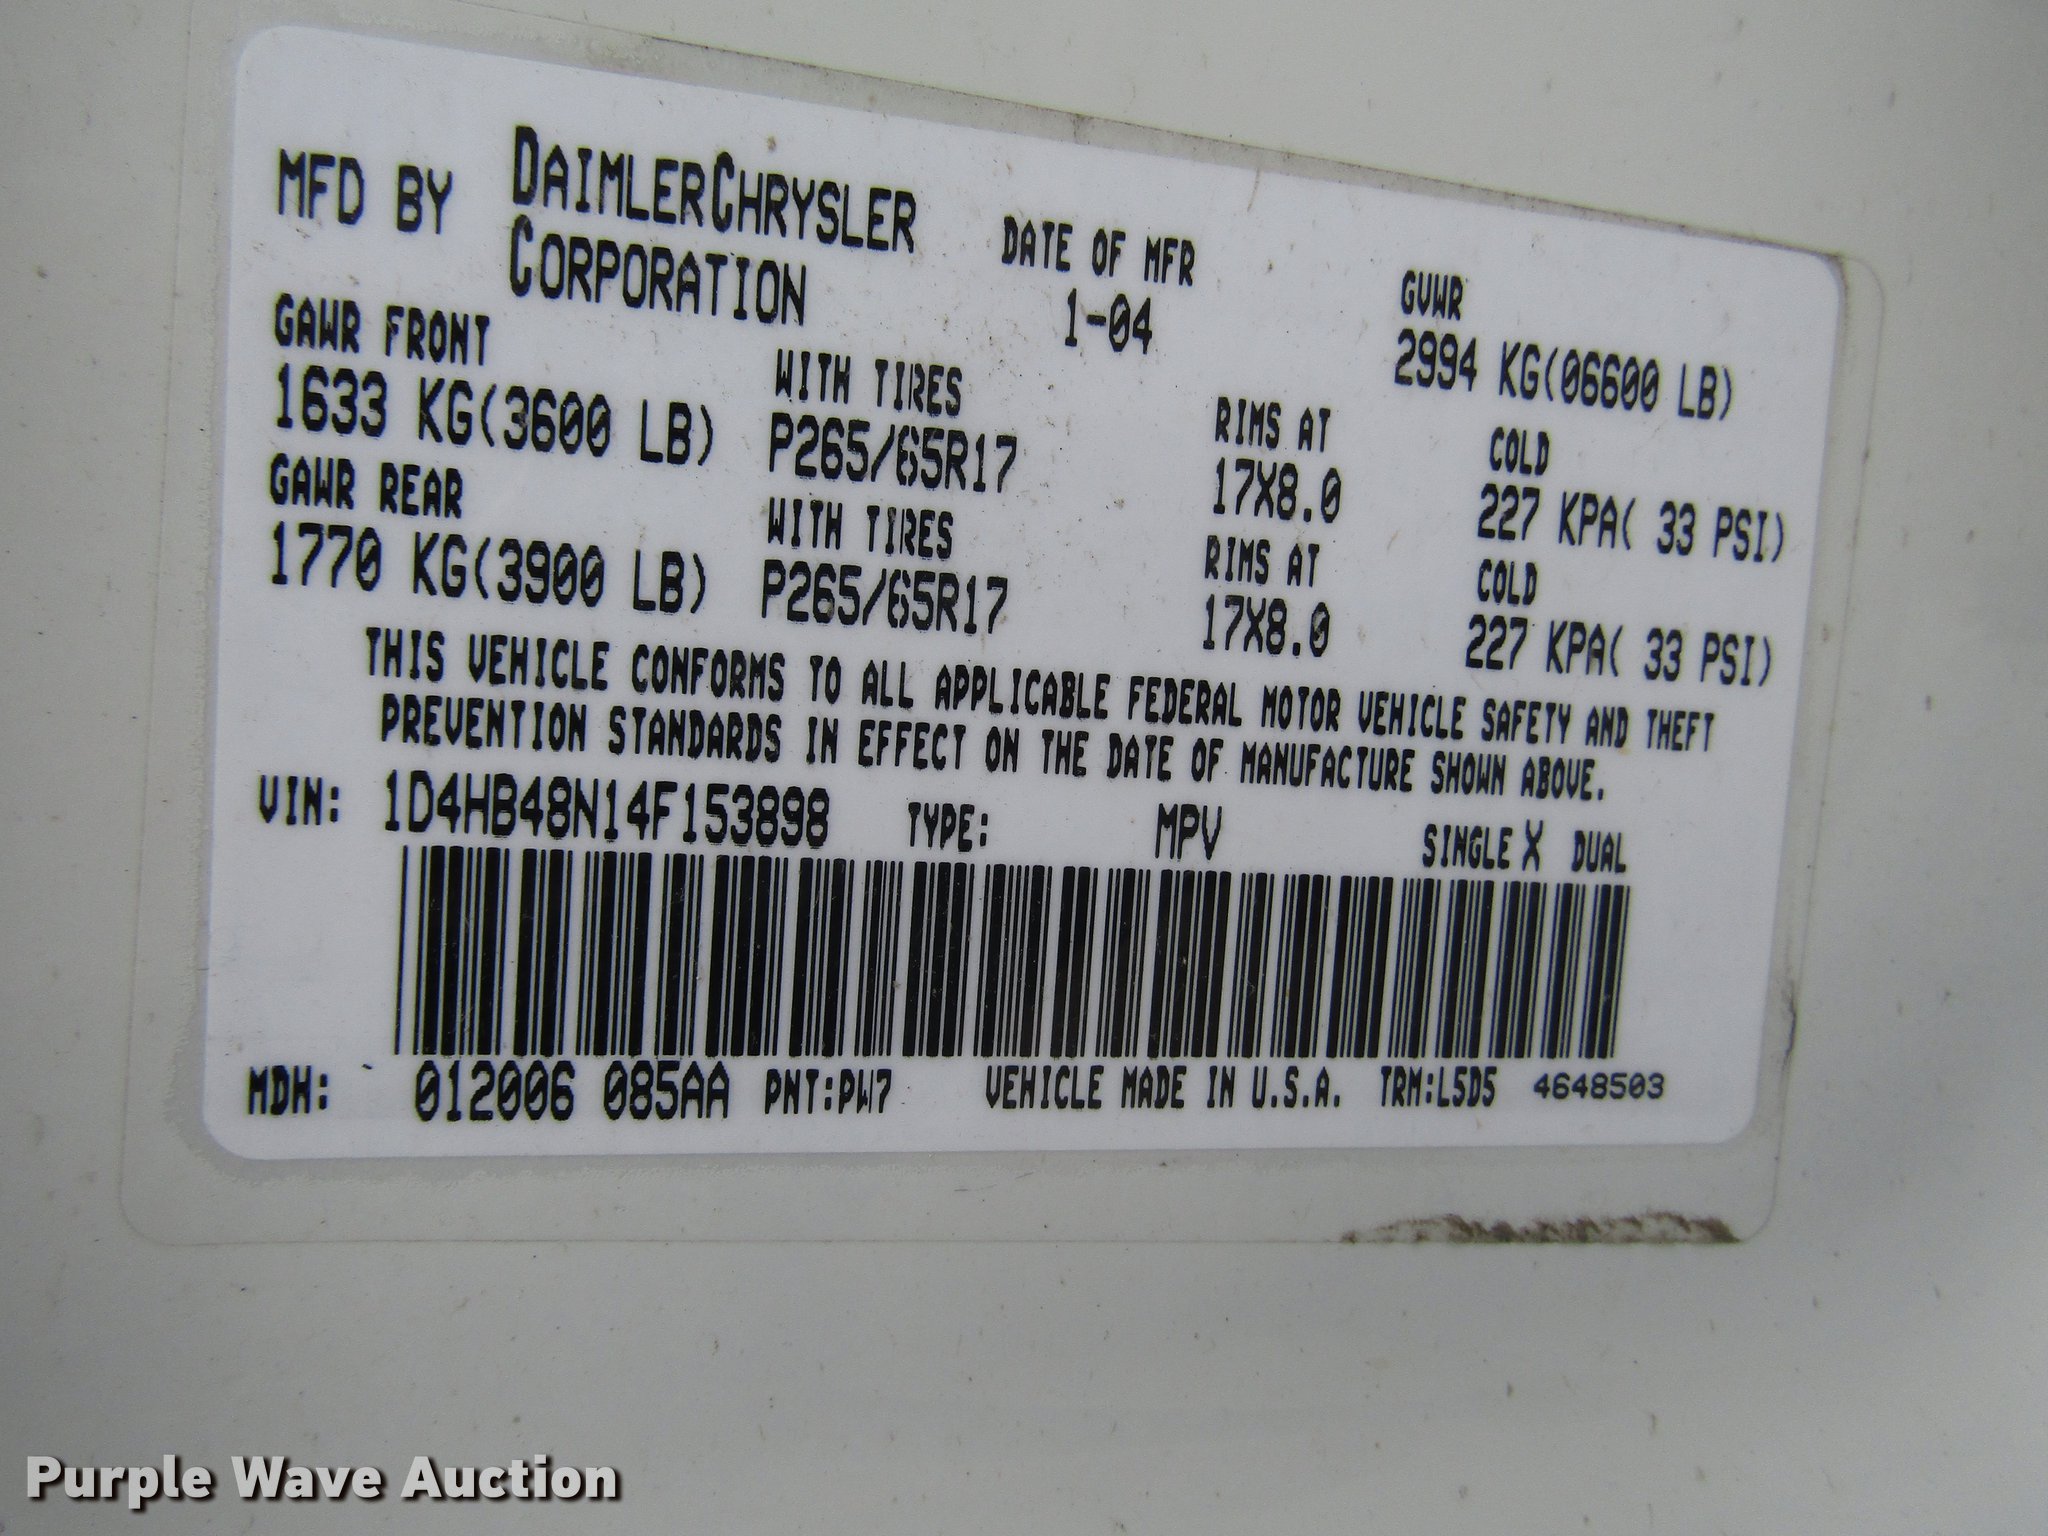 MFD BY DAIMLERCHRYSLER
CORPORATION
DATE OF MFR
1-04
GVWR
2994 KG(06600 LB)
GAWR FRONT WITH TIRES RIMS AT COLD
1633 KG(3600 LB) P265/65R17 17X8.0 227 KPA( 33 PSI)
GAWR REAR WITH TIRES RIMS AT COLD
1770 KG(3900 LB) P265/65R17 17X8.0 227 KPA( 33 PSI)
THIS VEHICLE CONFORMS TO ALL APPLICABLE FEDERAL MOTOR VEHICLE SAFETY AND THEFT
PREVENTION STANDARDS IN EFFECT ON THE DATE OF MANUFACTURE SHOWN ABOVE.
VIN: 1D4HB48N14F153898 TYPE: MPV SINGLE X DUAL
MDH: 012006 085AA PNT:PW7 VEHICLE MADE IN U.S.A. TRM:L5D5 4648503
Purple Wave Auction